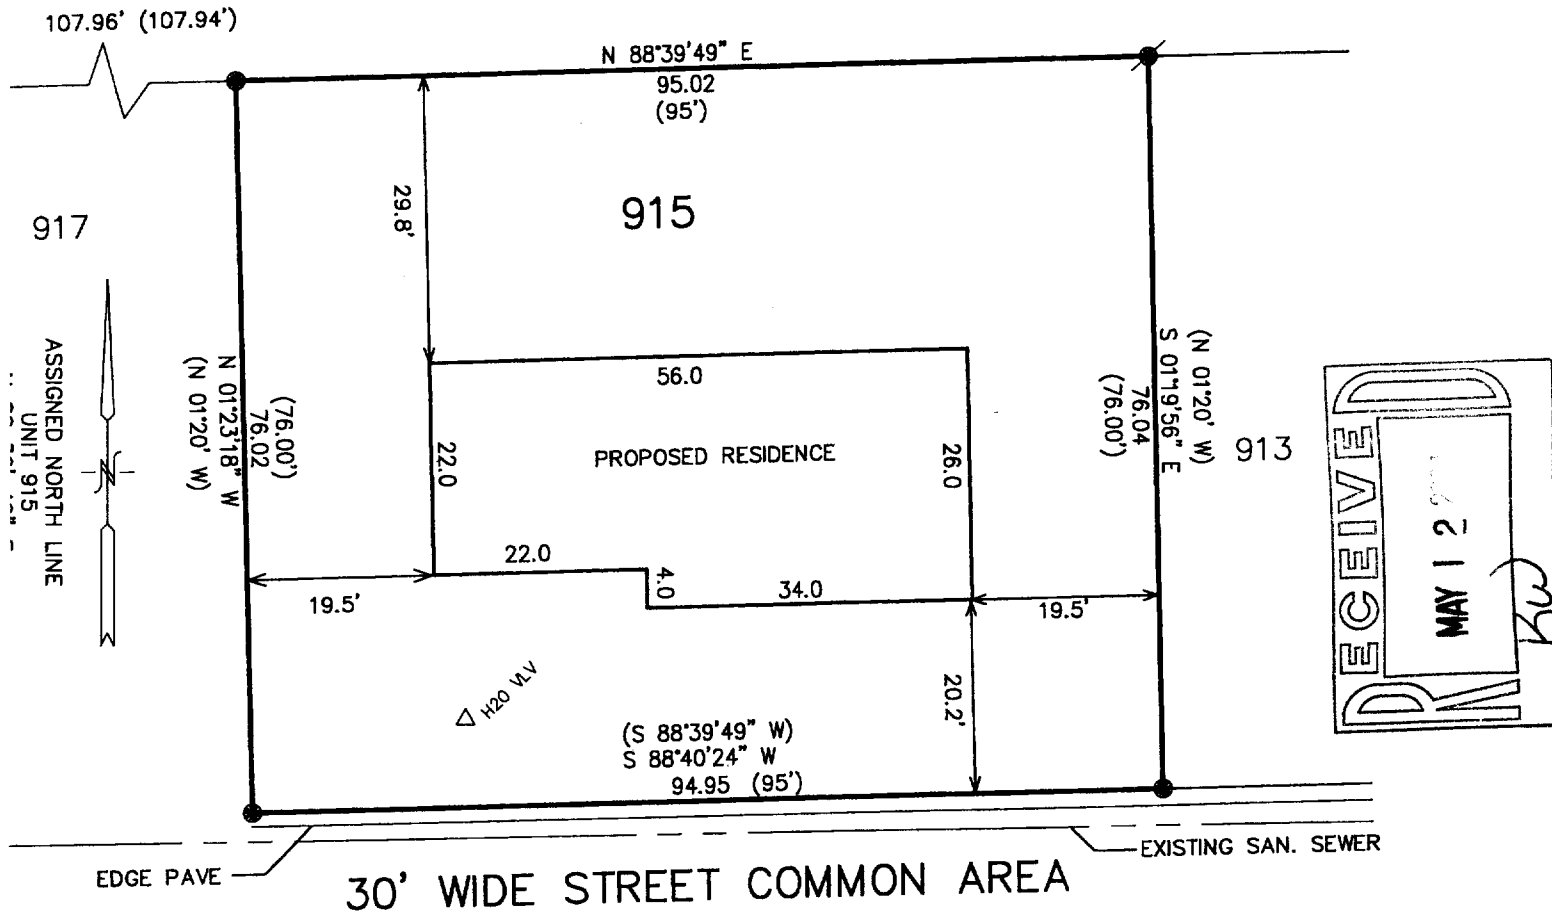 107.96' (107.94')
N 88°39'49" E
95.02
(95')
917
29.8'
915
ASSIGNED NORTH LINE
UNIT 915
N 01°23'18" W
(N 01°20' W)
(76.00')
76.02
56.0
22.0
PROPOSED RESIDENCE
26.0
(N 01°20' W)
S 01°19'56" E
76.04
(76.00')
913
RECEIVED
MAY 12
22.0
4.0
34.0
19.5'
19.5'
H20 VLV
20.2'
(S 88°39'49" W)
S 88°40'24" W
94.95 (95')
EDGE PAVE
EXISTING SAN. SEWER
30' WIDE STREET COMMON AREA